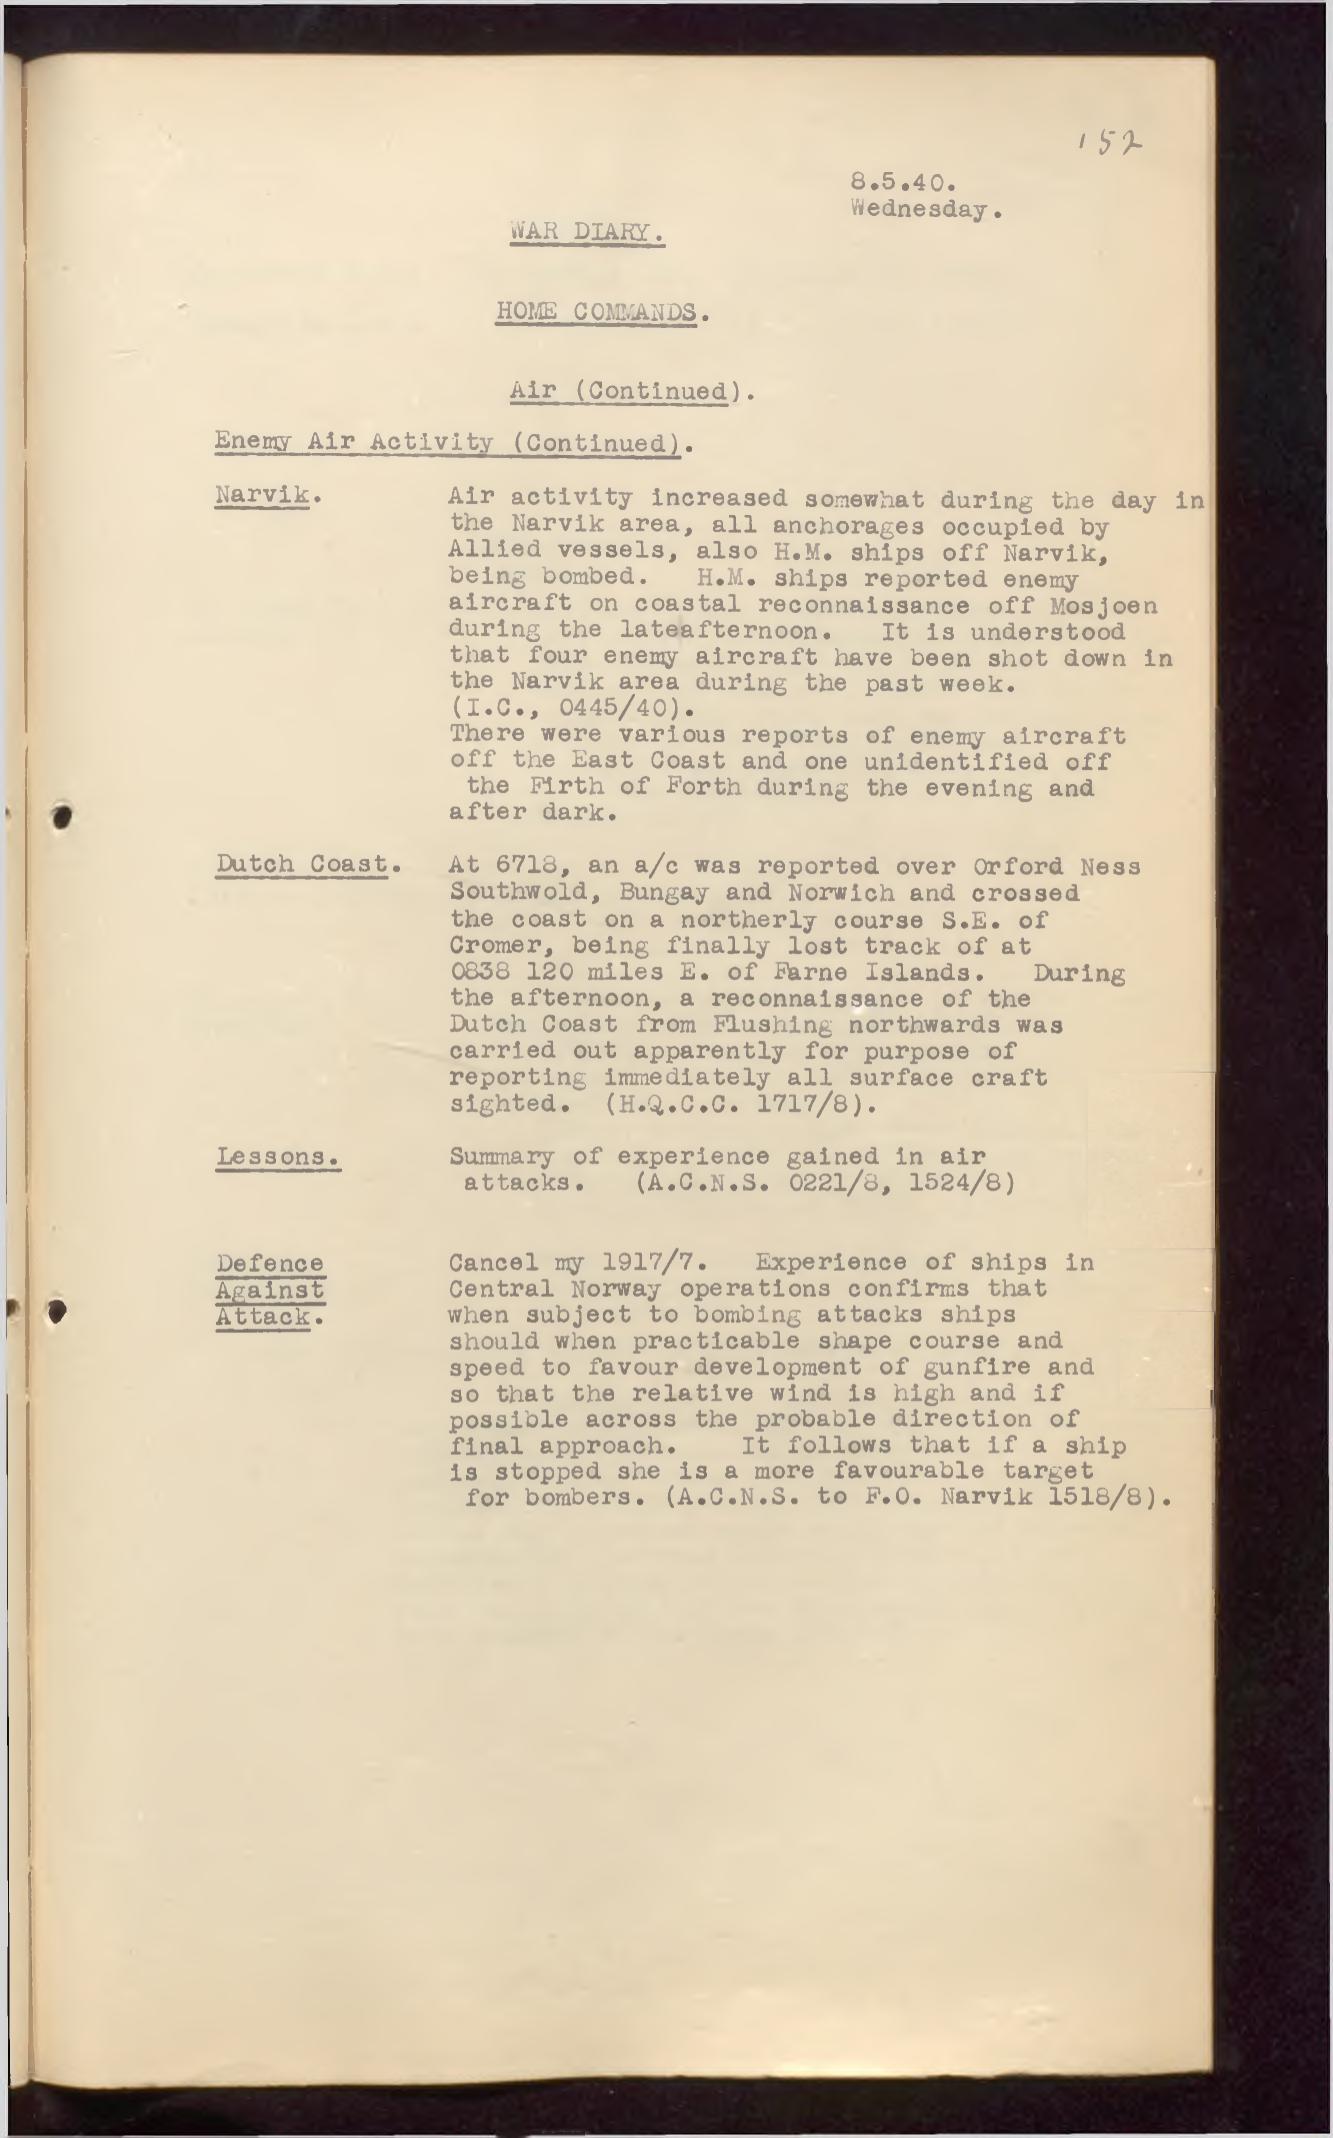 152
8.5.40.
Wednesday.
WAR DIARY.
HOME COMMANDS.
Air (Continued).
Enemy Air Activity (Continued).
Narvik. Air activity increased somewhat during the day in
the Narvik area, all anchorages occupied by
Allied vessels, also H.M. ships off Narvik,
being bombed. H.M. ships reported enemy
aircraft on coastal reconnaissance off Mosjoen
during the lateafternoon. It is understood
that four enemy aircraft have been shot down in
the Narvik area during the past week.
(I.C., 0445/40).
There were various reports of enemy aircraft
off the East Coast and one unidentified off
the Firth of Forth during the evening and
after dark.
Dutch Coast. At 6718, an a/c was reported over Orford Ness
Southwold, Bungay and Norwich and crossed
the coast on a northerly course S.E. of
Cromer, being finally lost track of at
0838 120 miles E. of Farne Islands. During
the afternoon, a reconnaissance of the
Dutch Coast from Flushing northwards was
carried out apparently for purpose of
reporting immediately all surface craft
sighted. (H.Q.C.C. 1717/8).
Lessons. Summary of experience gained in air
attacks. (A.C.N.S. 0221/8, 1524/8)
Defence Cancel my 1917/7. Experience of ships in
Against Central Norway operations confirms that
Attack. when subject to bombing attacks ships
should when practicable shape course and
speed to favour development of gunfire and
so that the relative wind is high and if
possible across the probable direction of
final approach. It follows that if a ship
is stopped she is a more favourable target
for bombers. (A.C.N.S. to F.O. Narvik 1518/8).